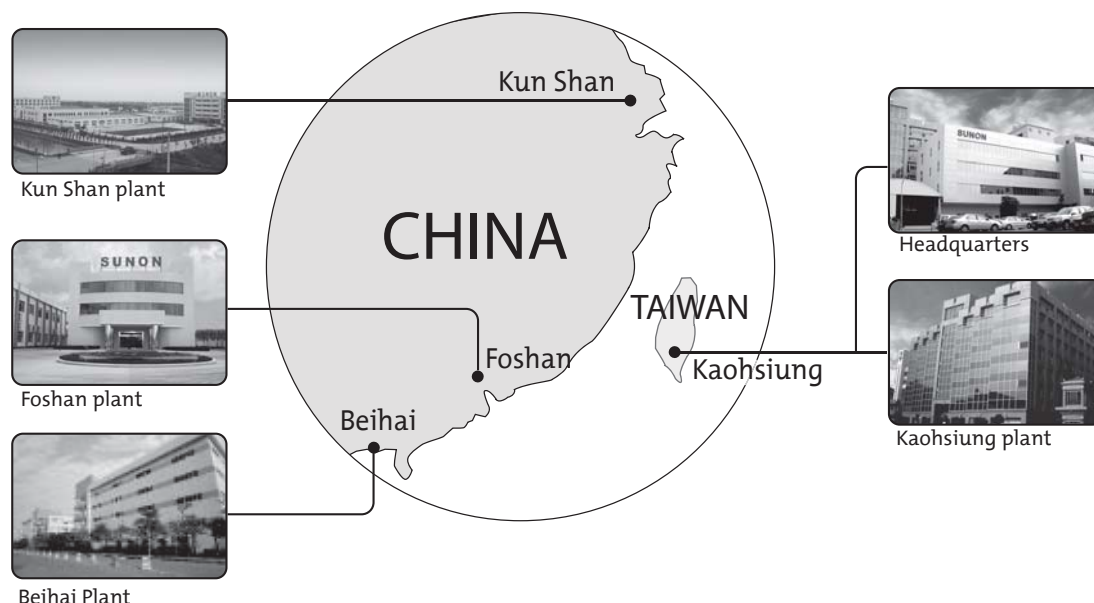 Kun Shan
Kun Shan plant
SUNON
Headquarters
CHINA
SUNON
Foshan plant
TAIWAN
Foshan
Kaohsiung
Kaohsiung plant
Beihai
Beihai Plant